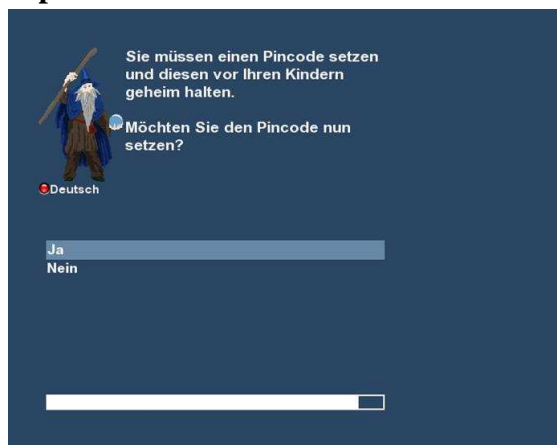 Sie müssen einen Pincode setzen
und diesen vor Ihren Kindern
geheim halten.
Möchten Sie den Pincode nun
setzen?
Deutsch
Ja
Nein